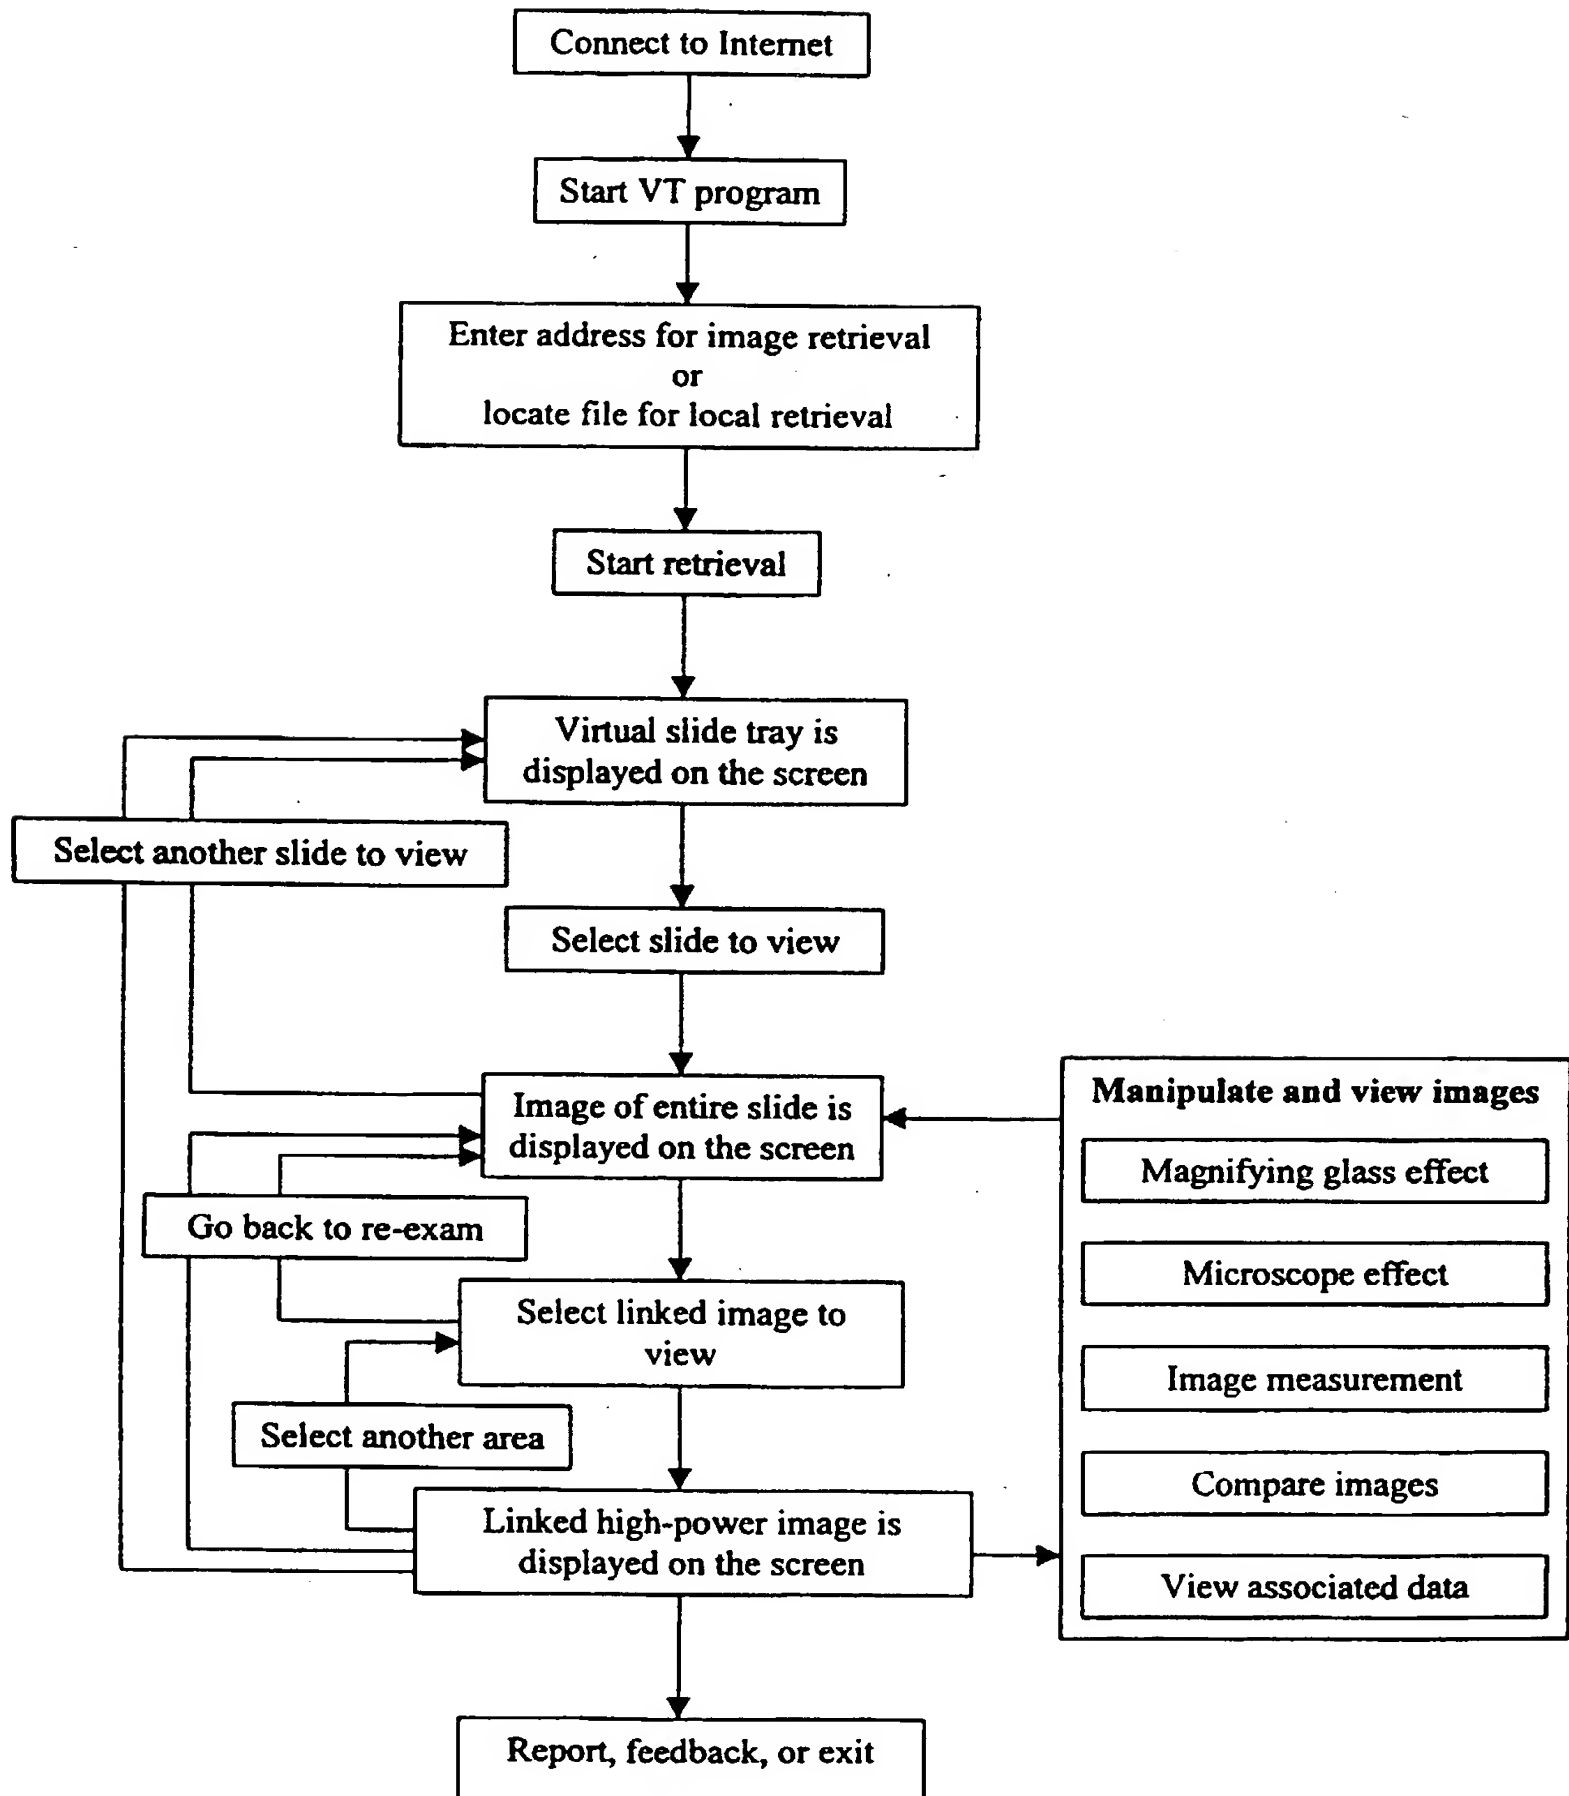 Connect to Internet
Start VT program
Enter address for image retrieval
or
locate file for local retrieval
Start retrieval
Virtual slide tray is
displayed on the screen
Select another slide to view
Select slide to view
Image of entire slide is
displayed on the screen
Go back to re-exam
Select linked image to
view
Select another area
Linked high-power image is
displayed on the screen
Report, feedback, or exit
Manipulate and view images
Magnifying glass effect
Microscope effect
Image measurement
Compare images
View associated data